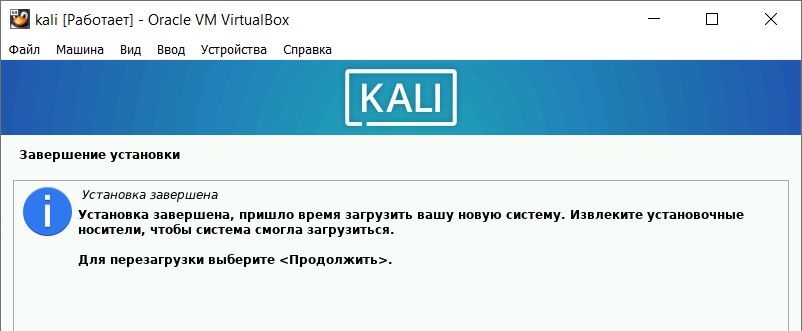 kali [Работает] - Oracle VM VirtualBox
Файл Машина Вид Ввод Устройства Справка
KALI
Завершение установки
Установка завершена
Установка завершена, пришло время загрузить вашу новую систему. Извлеките установочные
носители, чтобы система смогла загрузиться.
Для перезагрузки выберите <Продолжить>.